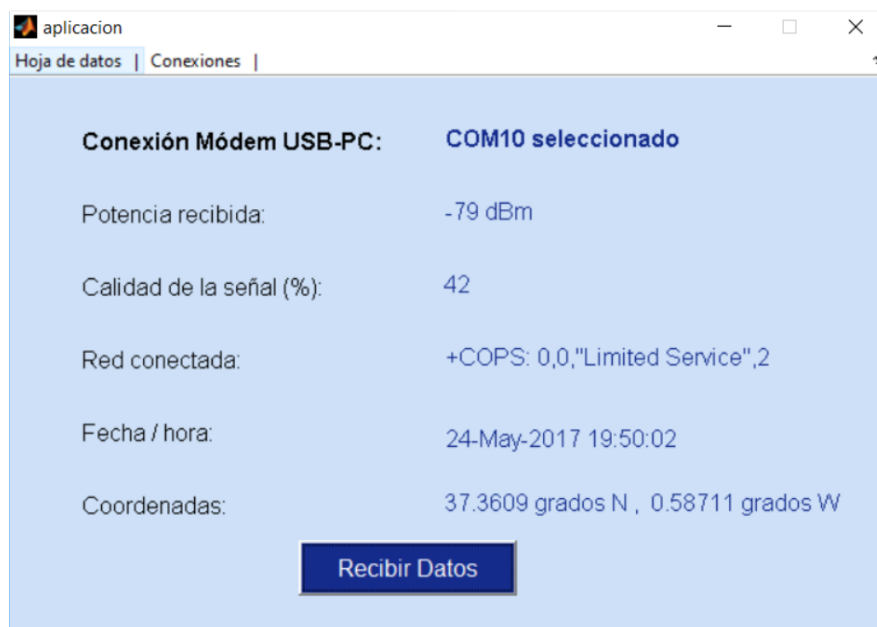 aplicacion
Hoja de datos | Conexiones |
Conexión Módem USB-PC: COM10 seleccionado
Potencia recibida: -79 dBm
Calidad de la señal (%): 42
Red conectada: +COPS: 0,0,"Limited Service",2
Fecha / hora: 24-May-2017 19:50:02
Coordenadas: 37.3609 grados N , 0.58711 grados W
Recibir Datos